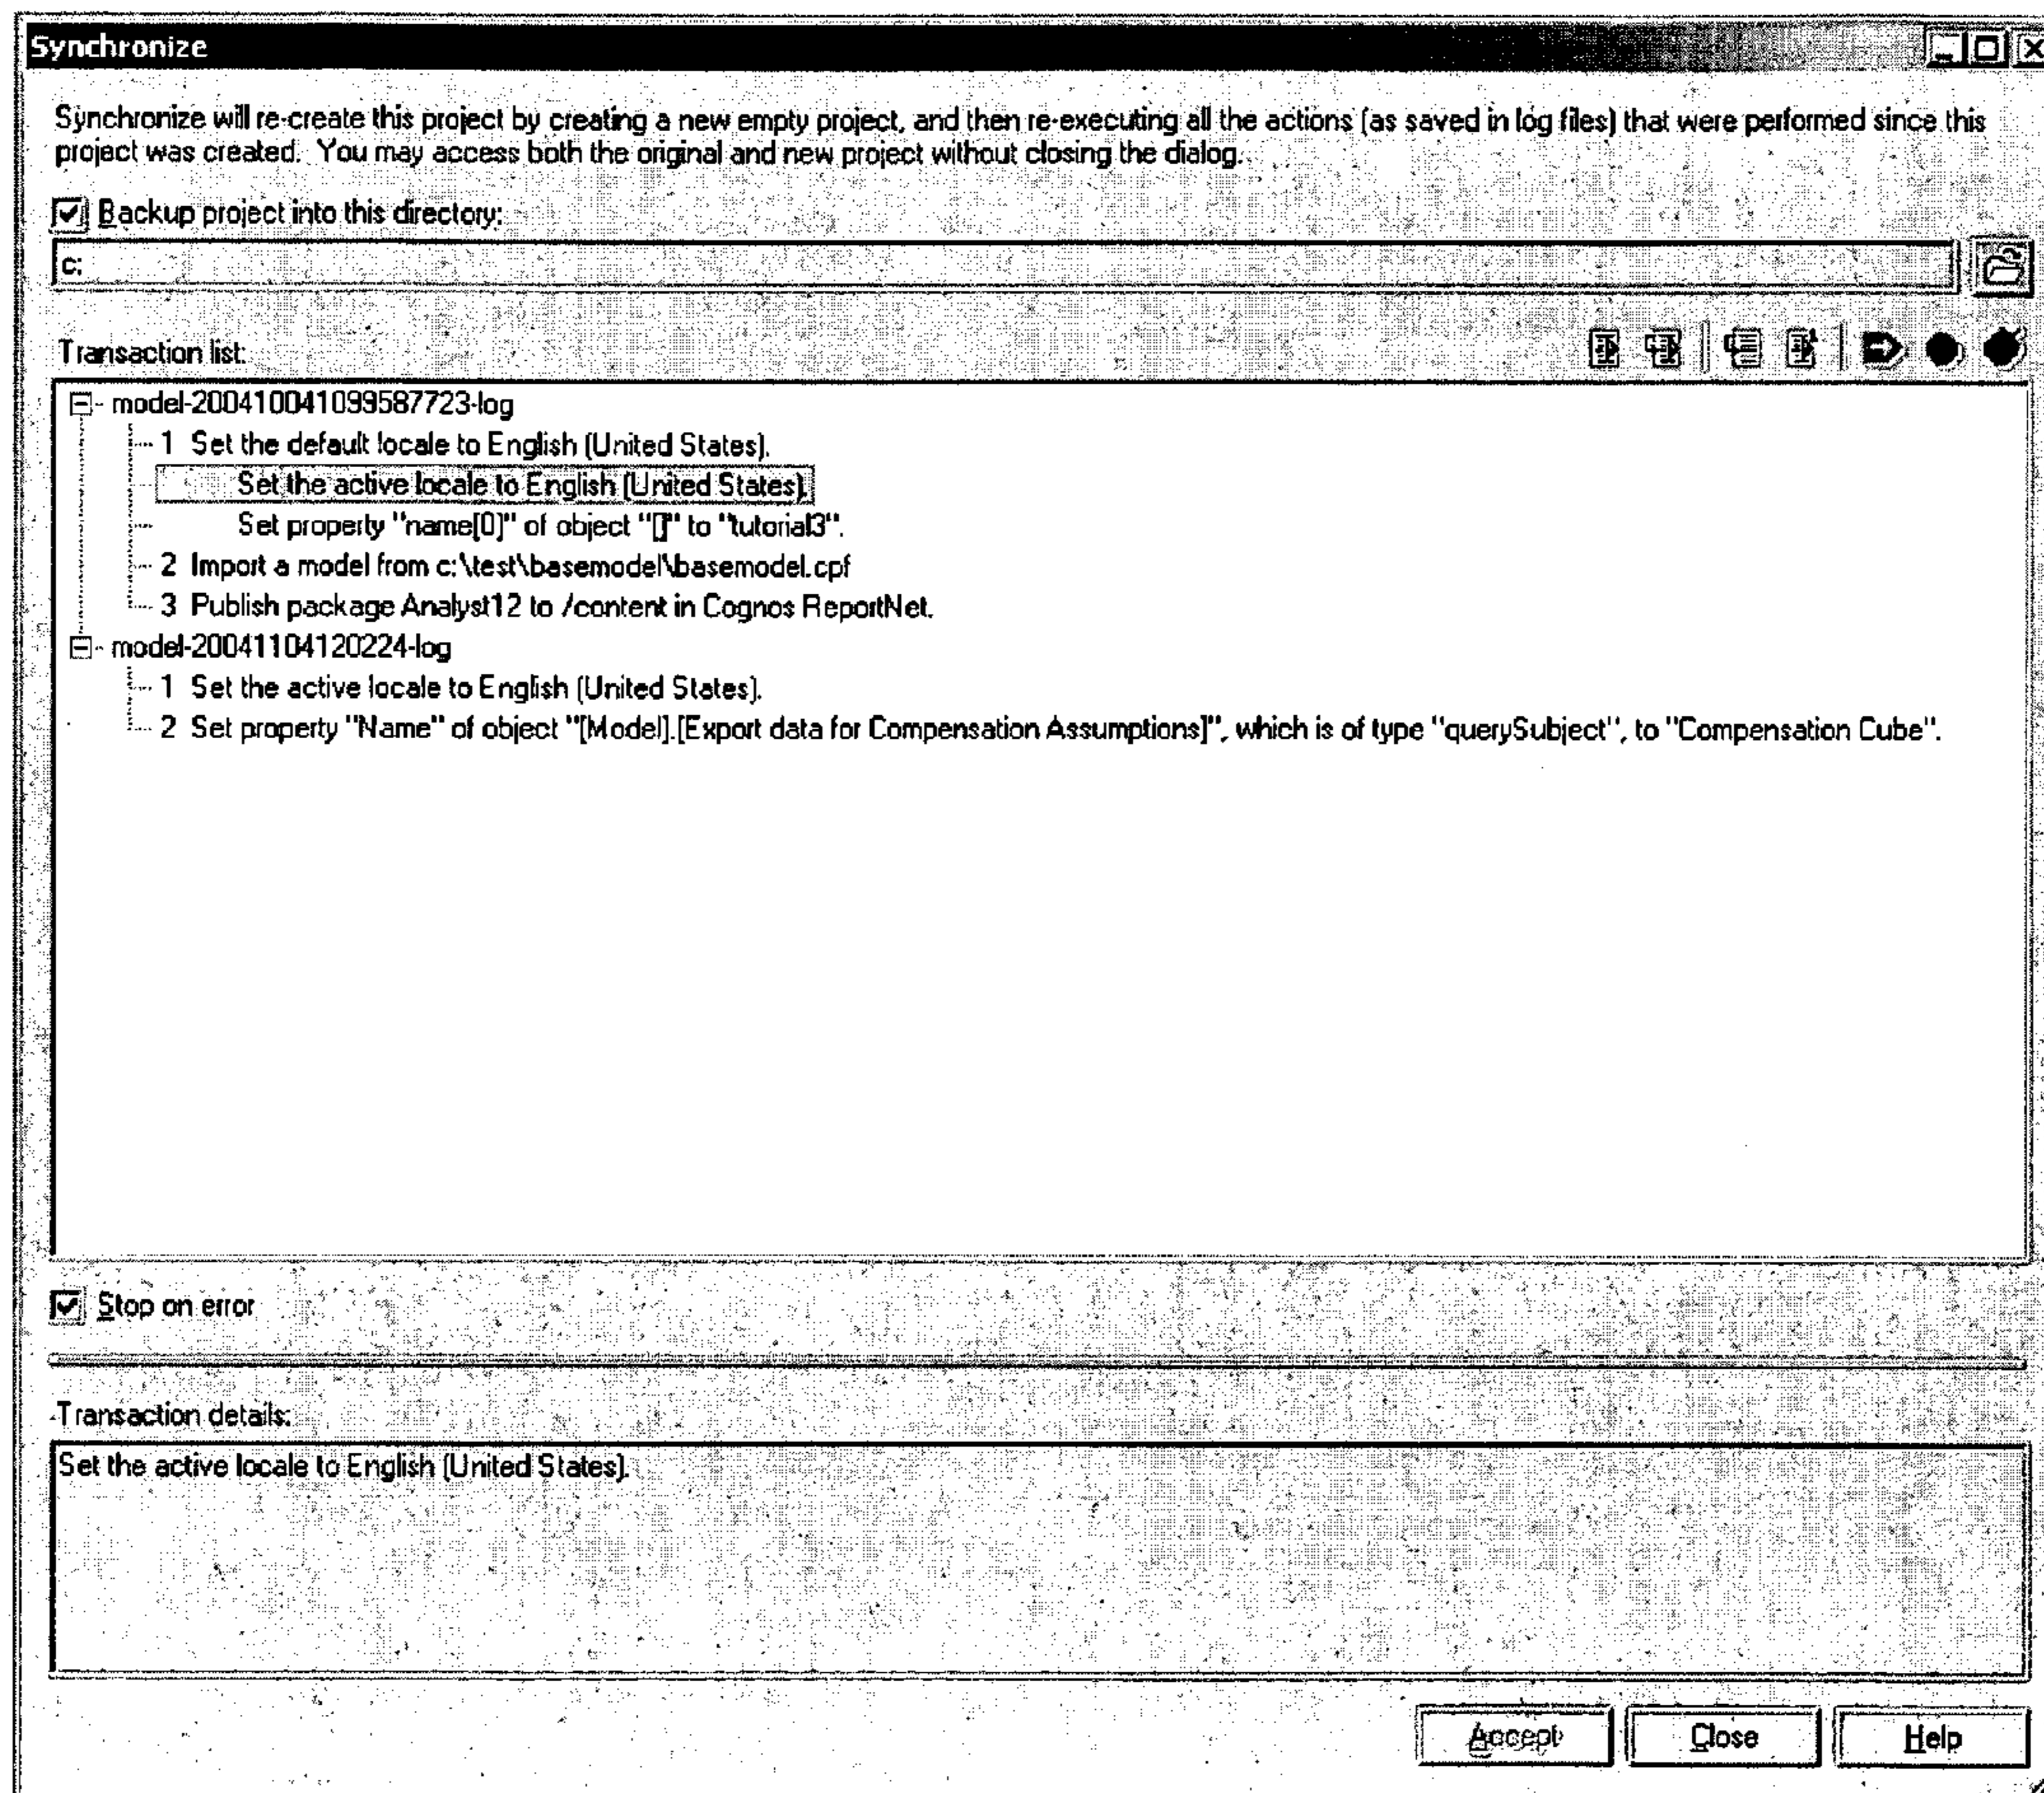 Synchronize
Synchronize will re-create this project by creating a new empty project, and then re-executing all the actions (as saved in log files) that were performed since this
project was created. You may access both the original and new project without closing the dialog.
Backup project into this directory:
c:
Transaction list:
model-200410041099587723-log
1 Set the default locale to English (United States).
Set the active locale to English (United States).
Set property "name[0]" of object "[]" to "tutorial3".
2 Import a model from c:\test\basemodel\basemodel.cpf
3 Publish package Analyst12 to /content in Cognos ReportNet.
model-20041104120224-log
1 Set the active locale to English (United States).
2 Set property "Name" of object "[Model].[Export data for Compensation Assumptions]", which is of type "querySubject", to "Compensation Cube".
Stop on error
Transaction details:
Set the active locale to English (United States).
Accept Close Help